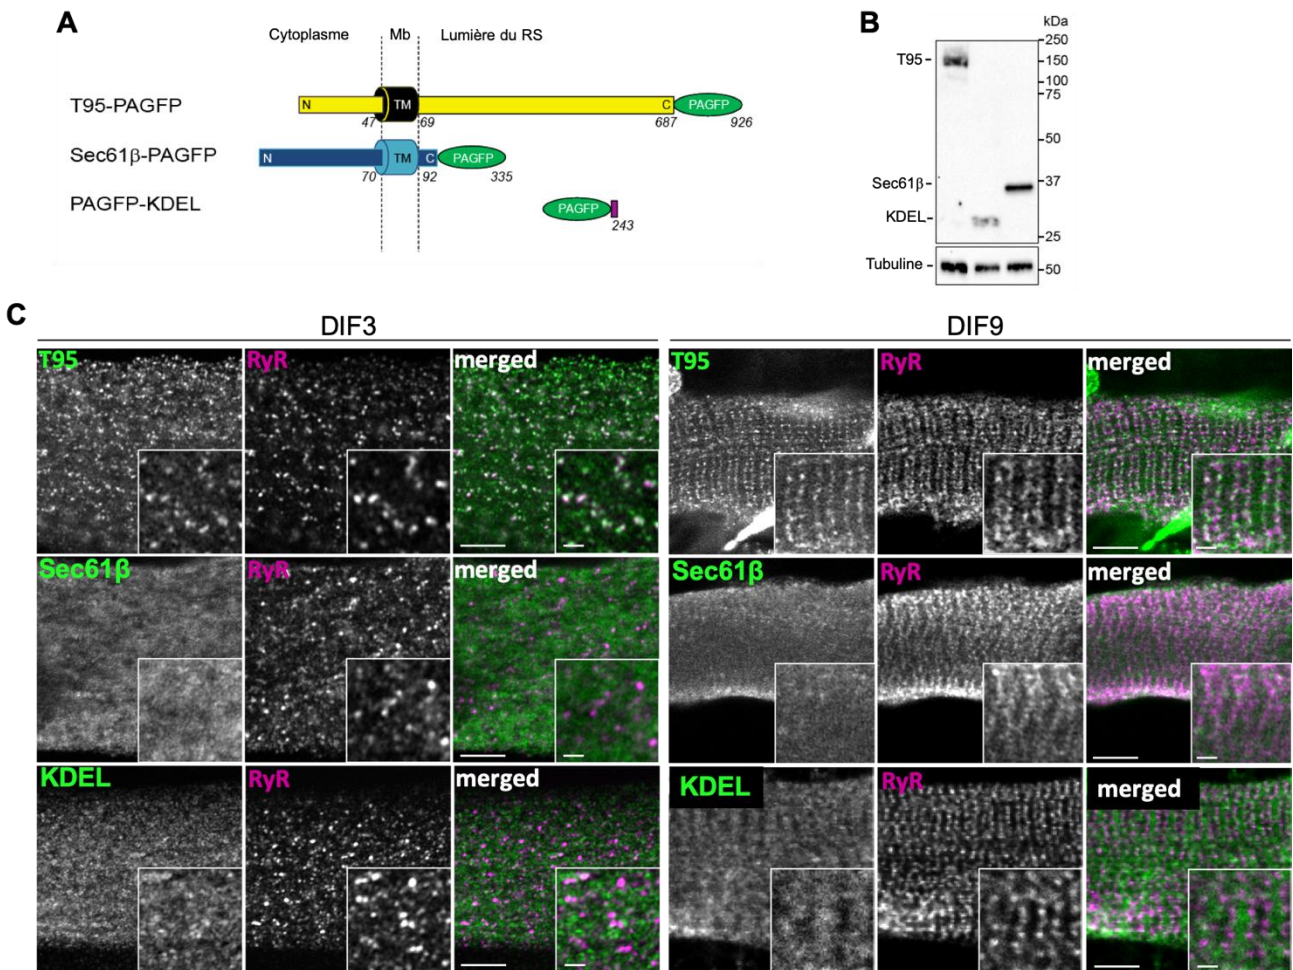 A
Cytoplasme Mb Lumière du RS
T95-PAGFP
N TM C PAGFP
47 69 687 926
Sec61β-PAGFP
N TM C PAGFP
70 92 335
PAGFP-KDEL
PAGFP
243
B
kDa
T95
250
150
100
75
50
Sec61β
37
KDEL
25
Tubuline
50
C
DIF3
T95 RyR merged
Sec61β RyR merged
KDEL RyR merged
DIF9
T95 RyR merged
Sec61β RyR merged
KDEL RyR merged